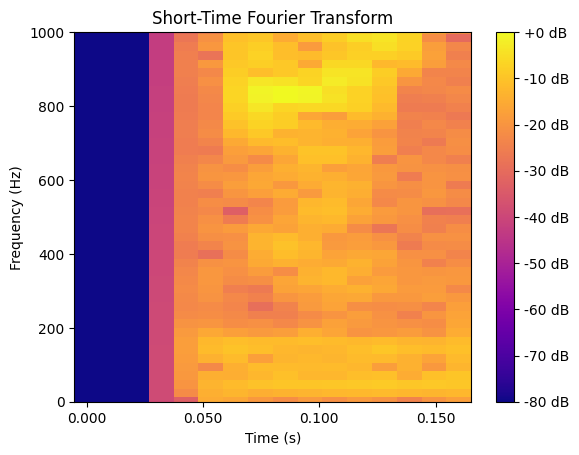 Short-Time Fourier Transform
1000
800
600
400
200
0
Frequency (Hz)
0.000
0.050
0.100
0.150
Time (s)
+0 dB
-10 dB
-20 dB
-30 dB
-40 dB
-50 dB
-60 dB
-70 dB
-80 dB